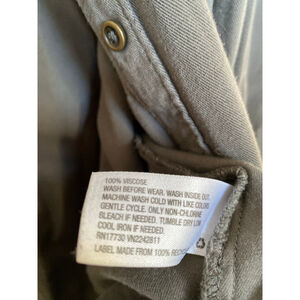 100% VISCOSE
WASH BEFORE WEAR. WASH INSIDE OUT.
MACHINE WASH COLD WITH LIKE COLORS
GENTLE CYCLE. ONLY NON-CHLORINE
BLEACH IF NEEDED. TUMBLE DRY LOW
COOL IRON IF NEEDED.
RN17730 VN2242811
LABEL MADE FROM 100% RECYC